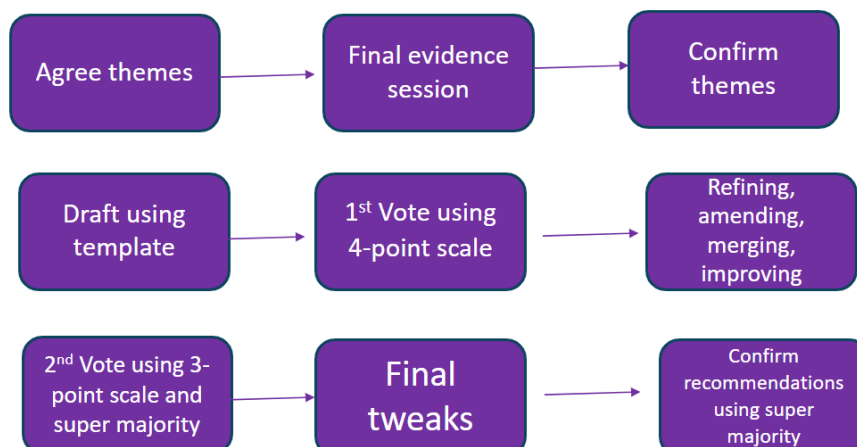 Agree themes
Final evidence
session
Confirm
themes
Draft using
template
1st Vote using
4-point scale
Refining,
amending,
merging,
improving
2nd Vote using 3-
point scale and
super majority
Final
tweaks
Confirm
recommendations
using super
majority